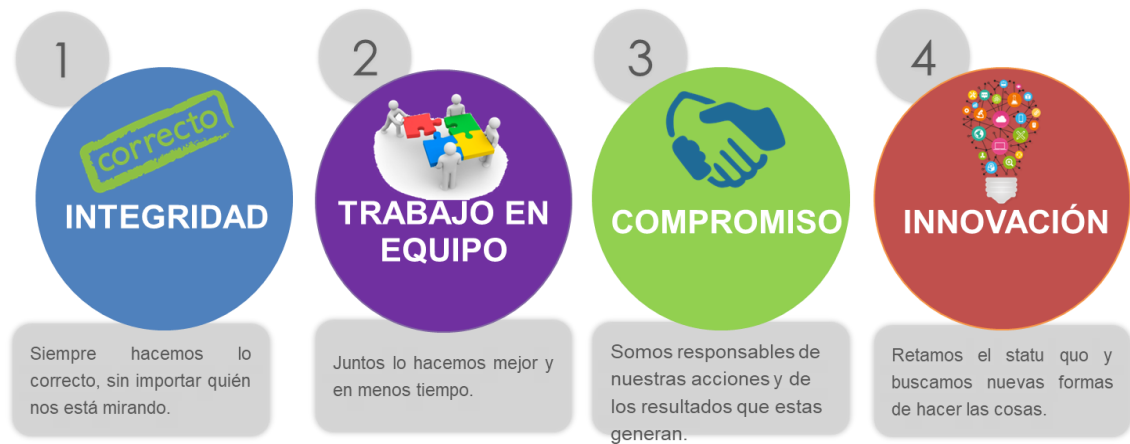 1
correcto
INTEGRIDAD
Siempre hacemos lo
correcto, sin importar quién
nos está mirando.
2
TRABAJO EN
EQUIPO
Juntos lo hacemos mejor y
en menos tiempo.
3
COMPROMISO
Somos responsables de
nuestras acciones y de
los resultados que estas
generan.
4
INNOVACIÓN
Retamos el statu quo y
buscamos nuevas formas
de hacer las cosas.